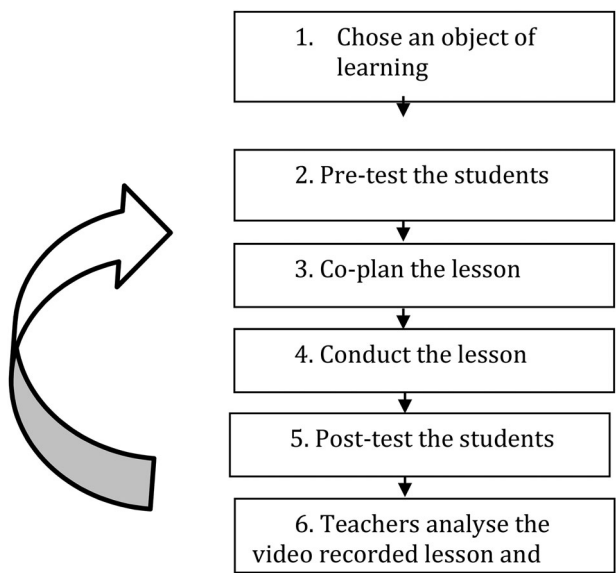 1. Chose an object of
learning
2. Pre-test the students
3. Co-plan the lesson
4. Conduct the lesson
5. Post-test the students
6. Teachers analyse the
video recorded lesson and